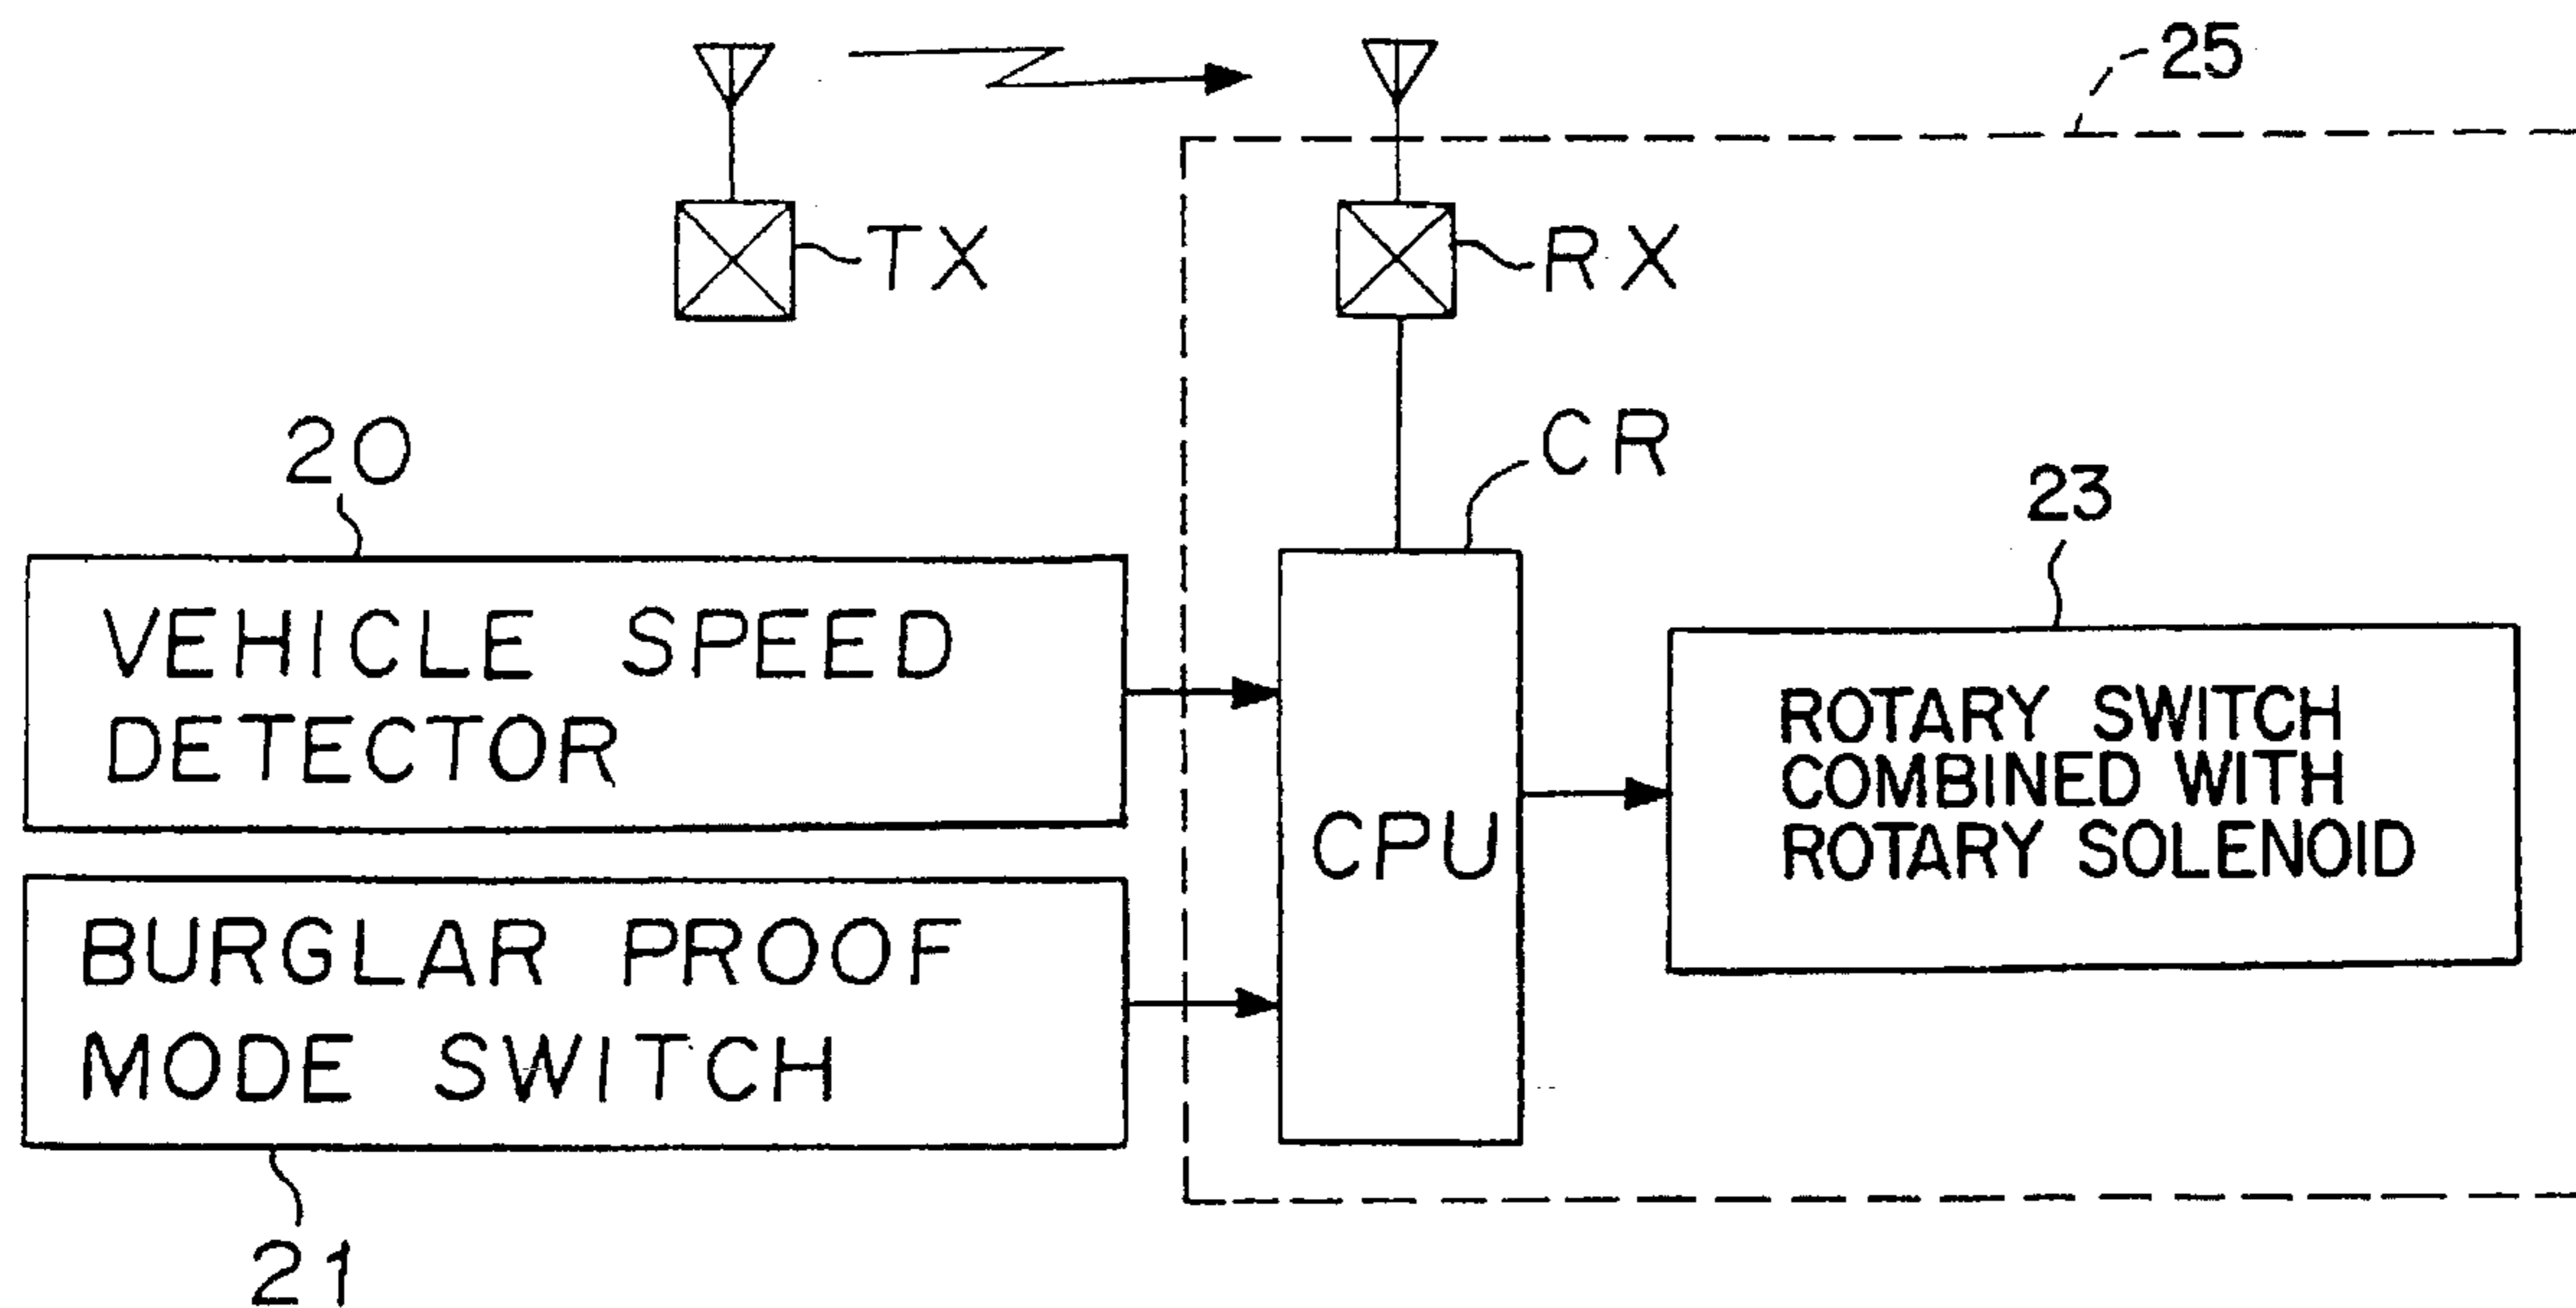 25
TX
RX
CR
20
23
VEHICLE SPEED
DETECTOR
ROTARY SWITCH
COMBINED WITH
ROTARY SOLENOID
CPU
BURGLAR PROOF
MODE SWITCH
21